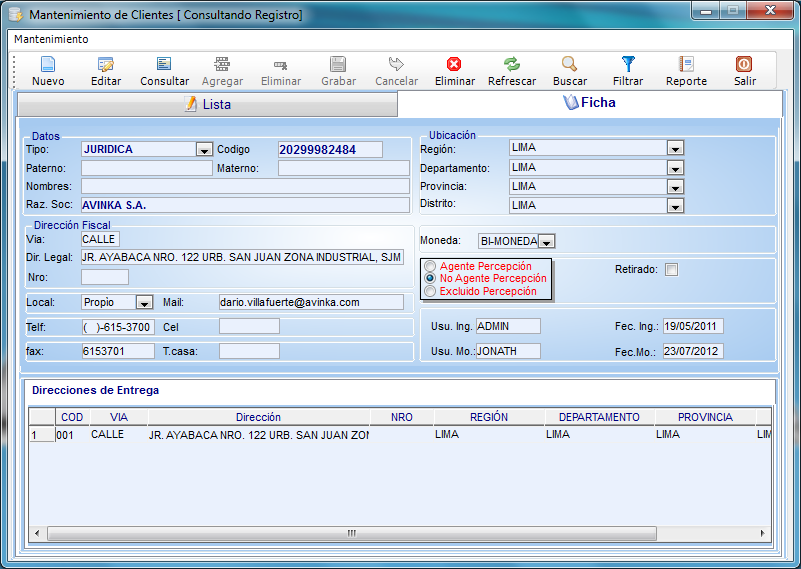 Mantenimiento de Clientes [ Consultando Registro]
Mantenimiento
Nuevo Editar Consultar Agregar Eliminar Grabar Cancelar Eliminar Refrescar Buscar Filtrar Reporte Salir
Lista Ficha
Datos
Tipo: JURIDICA Codigo 20299982484
Paterno: Materno:
Nombres:
Raz. Soc: AVINKA S.A.
Ubicación
Región: LIMA
Departamento: LIMA
Provincia: LIMA
Distrito: LIMA
Dirección Fiscal
Via: CALLE
Dir. Legal: JR. AYABACA NRO. 122 URB. SAN JUAN ZONA INDUSTRIAL, SJM
Nro:
Moneda: BI-MONEDA
Agente Percepción
No Agente Percepción
Excluido Percepción
Retirado:
Local: Propio Mail: dario.villafuerte@avinka.com
Telf: ( )-615-3700 Cel
fax: 6153701 T.casa:
Usu. Ing. ADMIN Fec. Ing.: 19/05/2011
Usu. Mo.: JONATH Fec.Mo.: 23/07/2012
Direcciones de Entrega
COD VIA Dirección NRO REGIÓN DEPARTAMENTO PROVINCIA
1 001 CALLE JR. AYABACA NRO. 122 URB. SAN JUAN ZON LIMA LIMA LIMA LIM